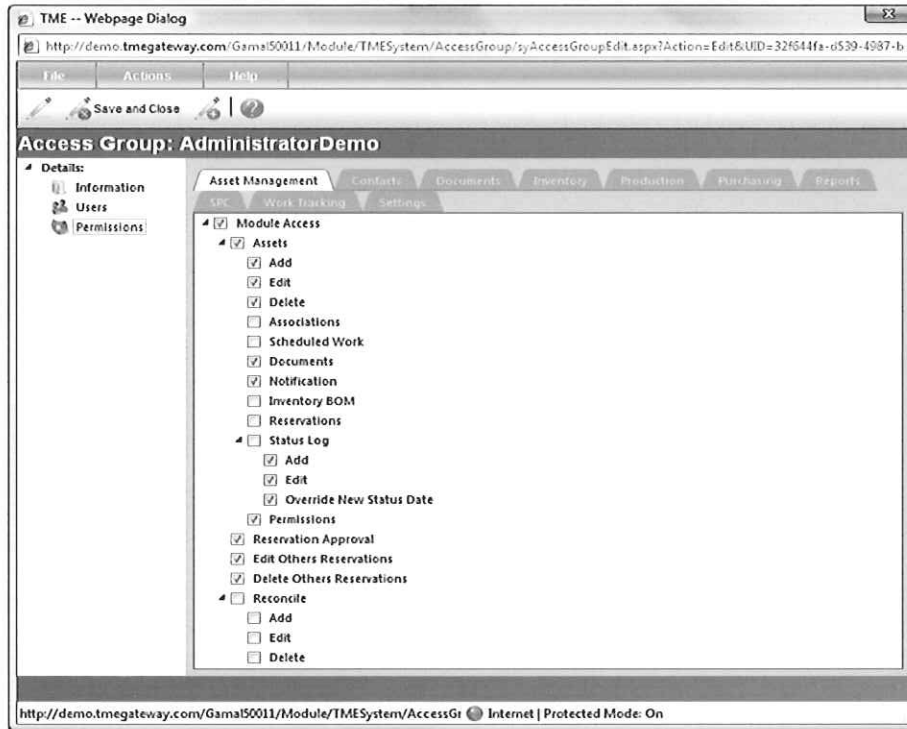 TME -- Webpage Dialog
http://demo.tmegateway.com/Gamal50011/Module/TMESystem/AccessGroup/syAccessGroupEdit.aspx?Action=Edit&UID=32f644fa-d539-4987-b
File Actions Help
Save and Close
Access Group: AdministratorDemo
Details:
Information
Users
Permissions
Asset Management Contacts Documents Inventory Production Purchasing Reports
SPC Work Tracking Settings
Module Access
Assets
Add
Edit
Delete
Associations
Scheduled Work
Documents
Notification
Inventory BOM
Reservations
Status Log
Add
Edit
Override New Status Date
Permissions
Reservation Approval
Edit Others Reservations
Delete Others Reservations
Reconcile
Add
Edit
Delete
http://demo.tmegateway.com/Gamal50011/Module/TMESystem/AccessGr Internet | Protected Mode: On